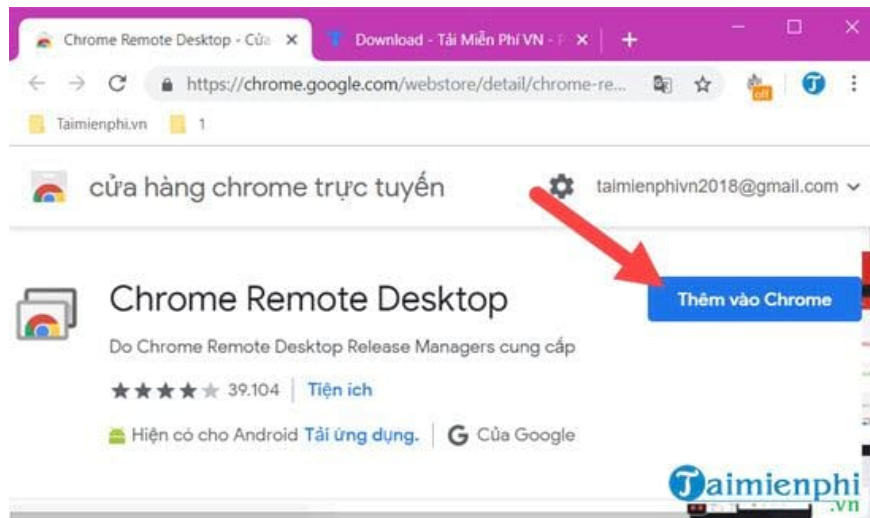 Chrome Remote Desktop - Cửa
Download - Tải Miễn Phí VN - P
https://chrome.google.com/webstore/detail/chrome-re...
off
Taimienphi.vn
1
cửa hàng chrome trực tuyến
taimienphivn2018@gmail.com
Chrome Remote Desktop
Thêm vào Chrome
Do Chrome Remote Desktop Release Managers cung cấp
39.104 | Tiện ích
Hiện có cho Android Tải ứng dụng. | G Của Google
Taimienphi
.vn